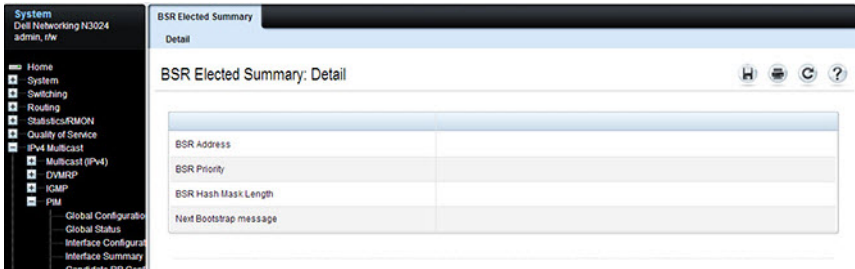 System
Dell Networking N3024
admin, r/w
Home
System
Switching
Routing
Statistics/RMON
Quality of Service
IPv4 Multicast
Multicast (IPv4)
DVMRP
IGMP
PIM
Global Configuratio
Global Status
Interface Configurat
Interface Summary
BSR Elected Summary
Detail
BSR Elected Summary: Detail
?
BSR Address
BSR Priority
BSR Hash Mask Length
Next Bootstrap message